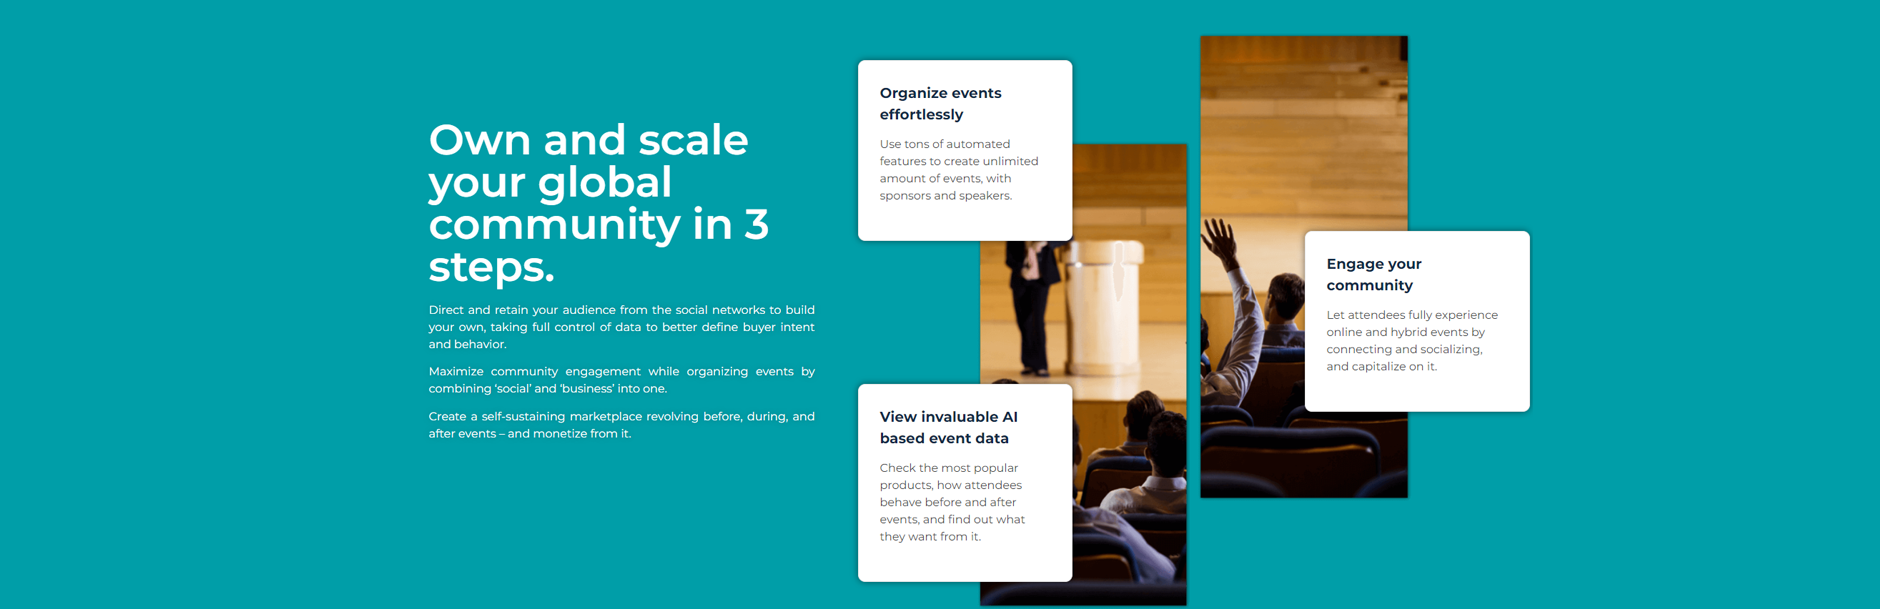 Own and scale
your global
community in 3
steps.
Direct and retain your audience from the social networks to build
your own, taking full control of data to better define buyer intent
and behavior.
Maximize community engagement while organizing events by
combining ‘social’ and ‘business’ into one.
Create a self-sustaining marketplace revolving before, during, and
after events – and monetize from it.
Organize events
effortlessly
Use tons of automated
features to create unlimited
amount of events, with
sponsors and speakers.
Engage your
community
Let attendees fully experience
online and hybrid events by
connecting and socializing,
and capitalize on it.
View invaluable AI
based event data
Check the most popular
products, how attendees
behave before and after
events, and find out what
they want from it.